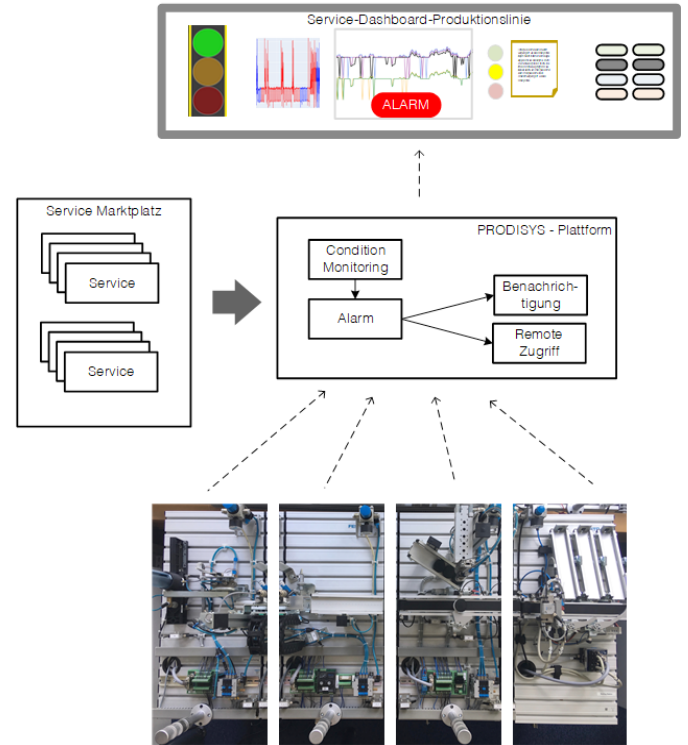 Service-Dashboard-Produktionslinie
ALARM
Service Marktplatz
Service
Service
PRODISYS - Plattform
Condition
Monitoring
Alarm
Benachrich-
tigung
Remote
Zugriff